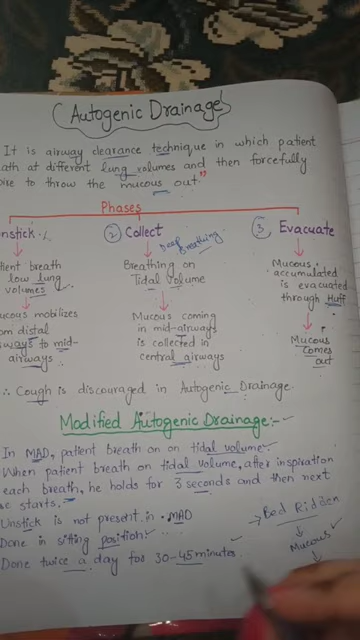 Autogenic Drainage
It is airway clearance technique in which patient
at different lung volumes and then forcefully
to throw the mucous out"
Phases
② Collect
③ Evacuate
Deep Breathing
Breathing on
Tidal Volume
Mucous
accumulated
is evacuated
through Huff
breath
low lung
volumes
Mucous coming
in mid-airways
is collected in
central airways
mobilizes
distal
to mid-
airways
Mucous
comes
out
∴ Cough is discouraged in Autogenic Drainage
Modified Autogenic Drainage:-
In MAD, patient breath on on tidal volume.
When patient breath on tidal volume, after inspiration
each breath, he holds for 3 seconds and then next
starts.
Unstick is not present in MAD
Done in sitting position.
Done twice a day for 30-45 minutes.
→ Bed Ridden
↓
Mucous
↓